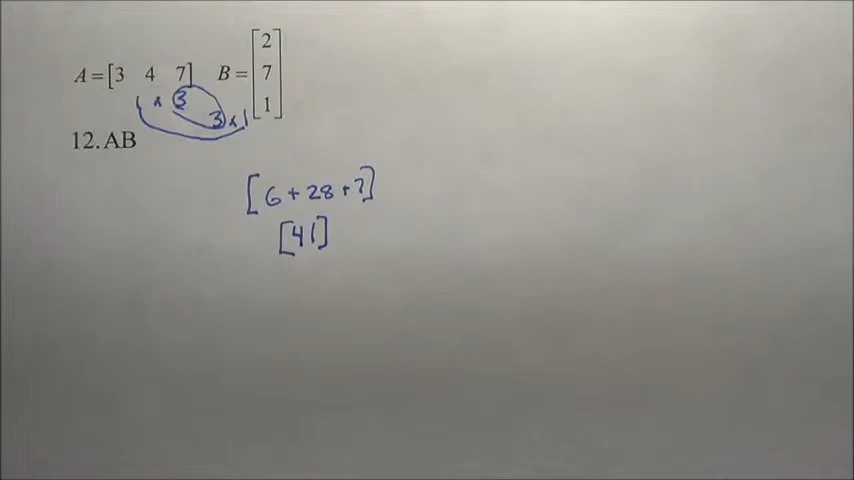 A = [3 4 7] B = [2 7 1]
1 x 3 3 x 1
12. AB
[6 + 28 + 7]
[41]